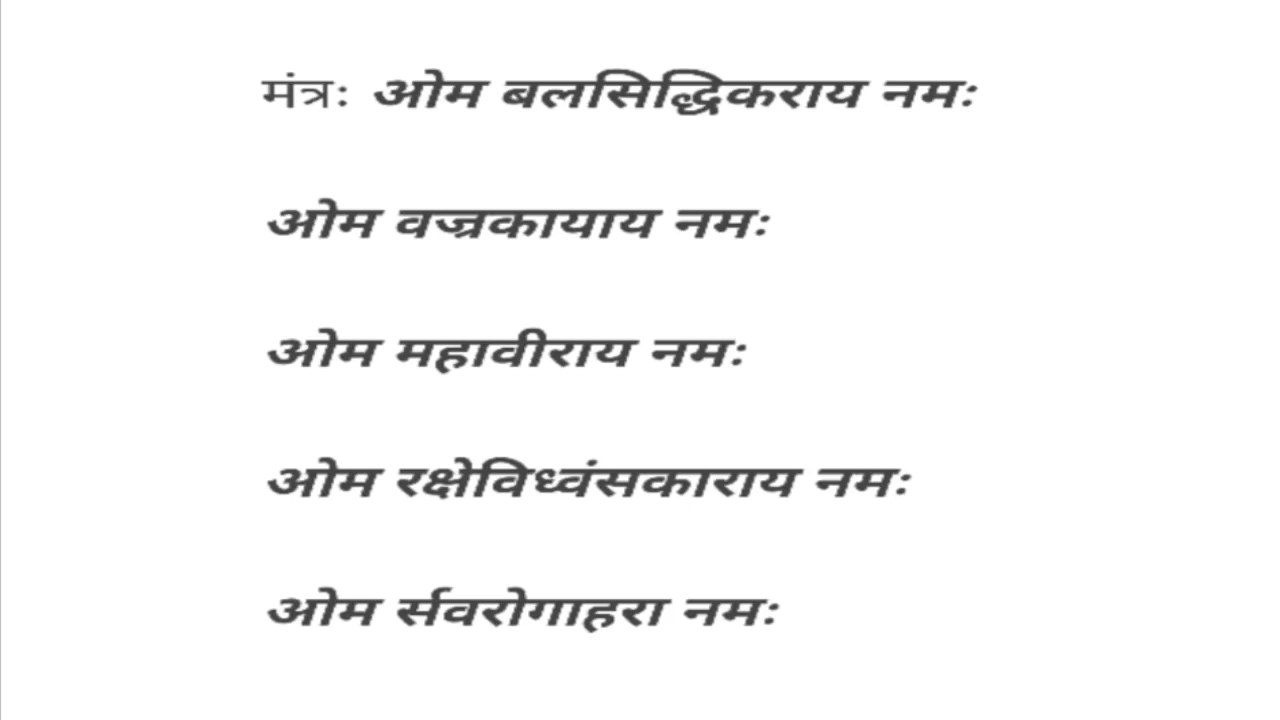 मंत्रः ओम बलसिद्धिकराय नमः
ओम वज्रकायाय नमः
ओम महावीराय नमः
ओम रक्षेविध्वंसकाराय नमः
ओम र्सवरोगाहरा नमः